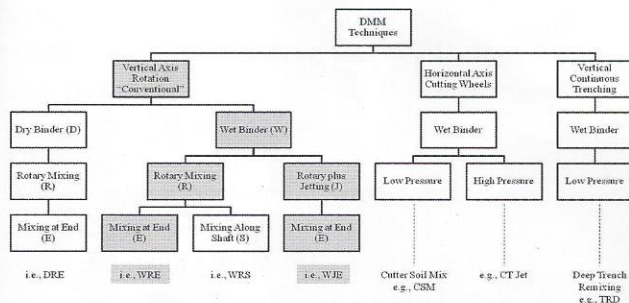 DMM
Techniques
Vertical Axis
Rotation
"Conventional"
Horizontal Axis
Cutting Wheels
Vertical
Continuous
Trenching
Dry Binder (D)
Wet Binder (W)
Wet Binder
Wet Binder
Rotary Mixing
(R)
Rotary Mixing
(R)
Rotary plus
Jetting (J)
Low Pressure
High Pressure
Low Pressure
Mixing at End
(E)
Mixing at End
(E)
Mixing Along
Shaft (S)
Mixing at End
(E)
i.e., DRE
i.e., WRE
i.e., WRS
i.e., WJE
Cutter Soil Mix
e.g., CSM
e.g., CT Jet
Deep Trench
Remixing
e.g., TRD